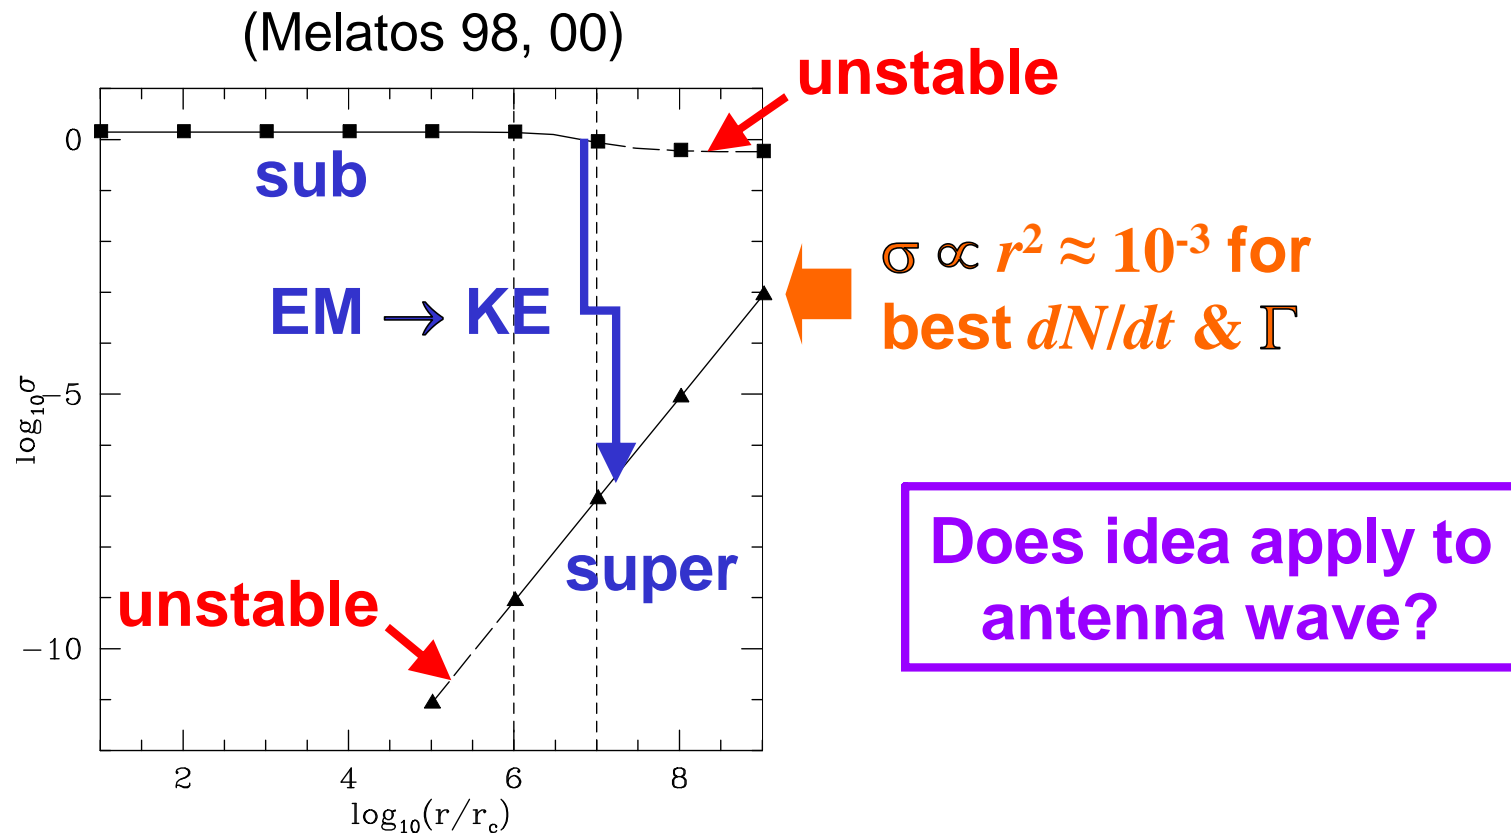 (Melatos 98, 00)
unstable
0
sub
σ ∝ r² ≈ 10⁻³ for
best dN/dt & Γ
EM → KE
log₁₀σ
−5
super
unstable
−10
Does idea apply to
antenna wave?
2 4 6 8
log₁₀(r/r_c)